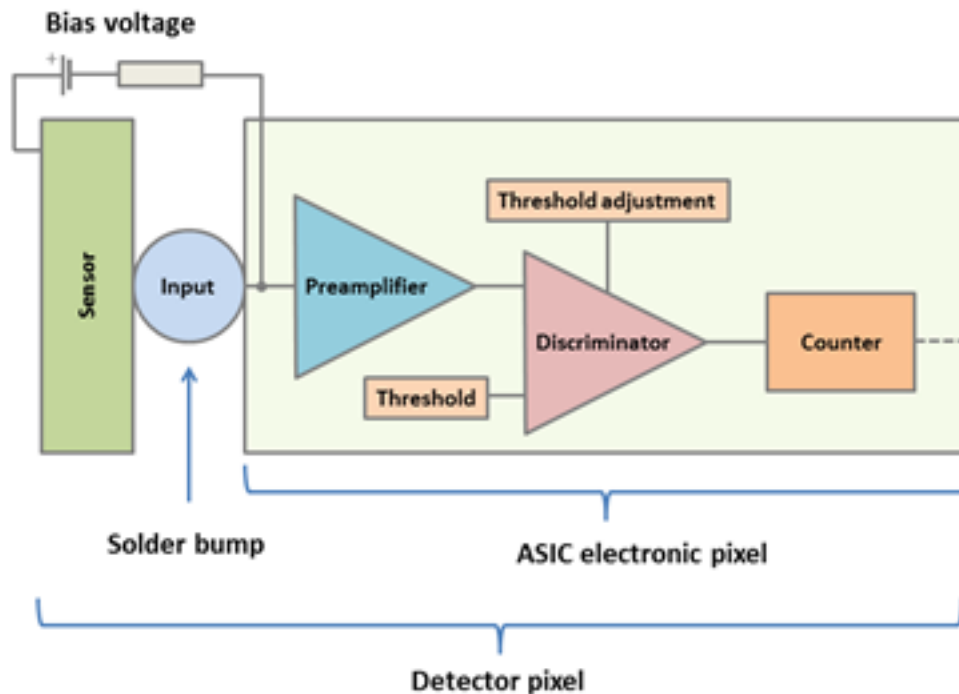 Bias voltage
+
Sensor
Input
Preamplifier
Threshold adjustment
Discriminator
Threshold
Counter
Solder bump
ASIC electronic pixel
Detector pixel